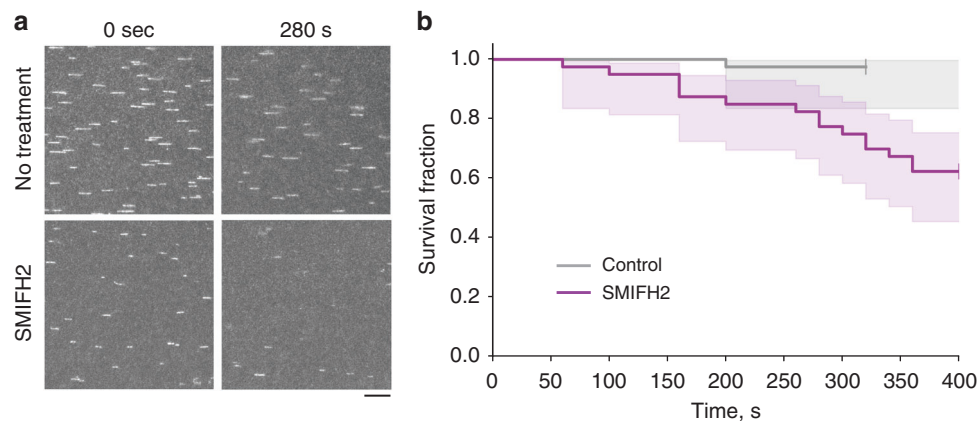 a
0 sec
280 s
No treatment
SMIFH2
b
Survival fraction
1.0
0.8
0.6
0.4
0.2
0.0
Control
SMIFH2
0
50
100
150
200
250
300
350
400
Time, s